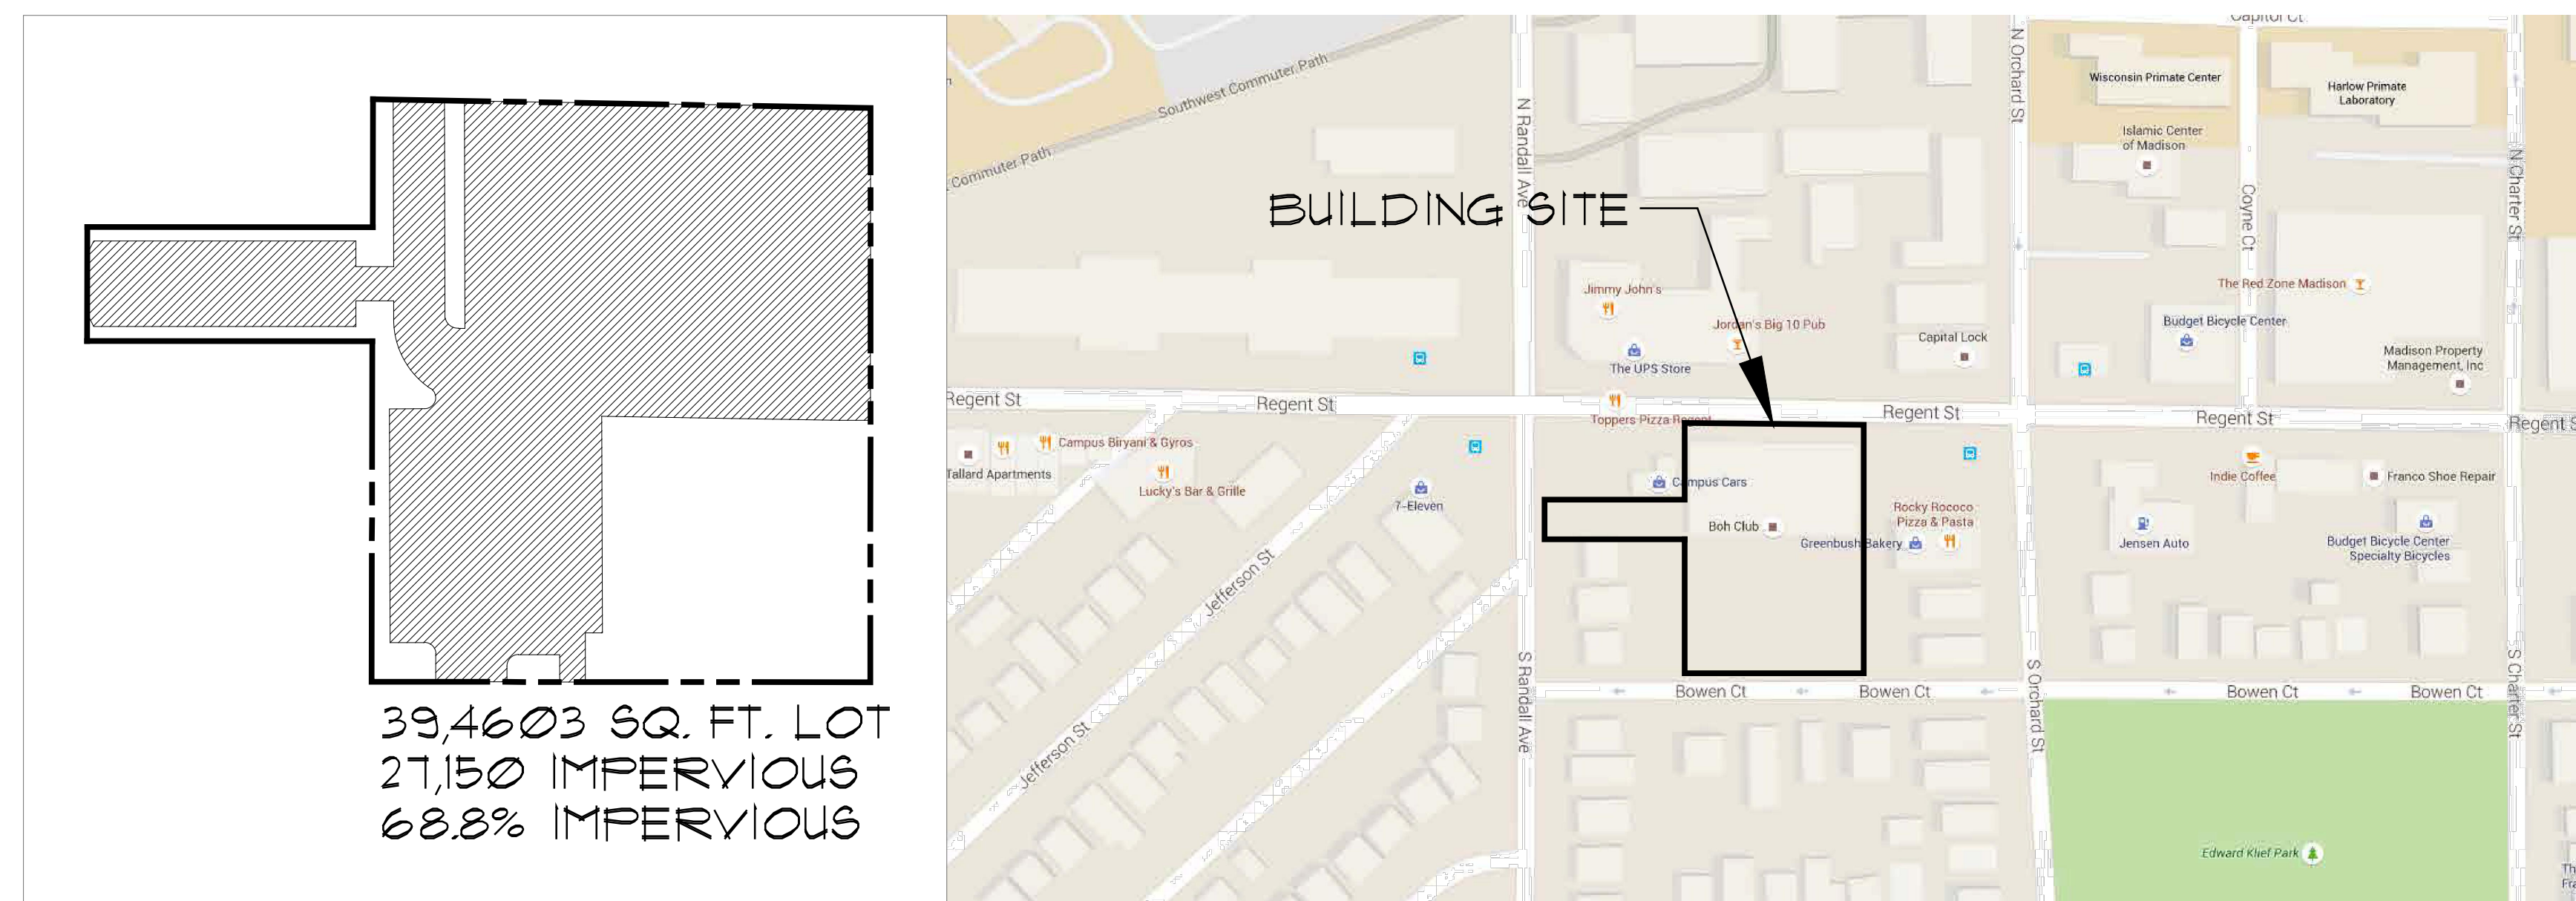 39,4603 SQ. FT. LOT
27,150 IMPERVIOUS
68.8% IMPERVIOUS
BUILDING SITE
Capitol Ct
Southwest Commuter Path
Commuter Path
N Randall Ave
N Orchard St
Wisconsin Primate Center
Harlow Primate
Laboratory
Islamic Center
of Madison
Coyne Ct
N Charter St
The Red Zone Madison
Jimmy John's
Jordan's Big 10 Pub
The UPS Store
Capital Lock
Budget Bicycle Center
Madison Property
Management, Inc
Regent St
Regent St
Regent St
Regent St
Regent S
Toppers Pizza Regent
Campus Biryani & Gyros
Tallard Apartments
Lucky's Bar & Grille
7-Eleven
Campus Cars
Boh Club
Greenbush Bakery
Rocky Rococo
Pizza & Pasta
Indie Coffee
Franco Shoe Repair
Jensen Auto
Budget Bicycle Center
Specialty Bicycles
Jefferson St
Jefferson St
S Randall Ave
S Orchard St
S Charter St
Bowen Ct
Bowen Ct
Bowen Ct
Bowen Ct
Edward Klief Park
Th
Fra